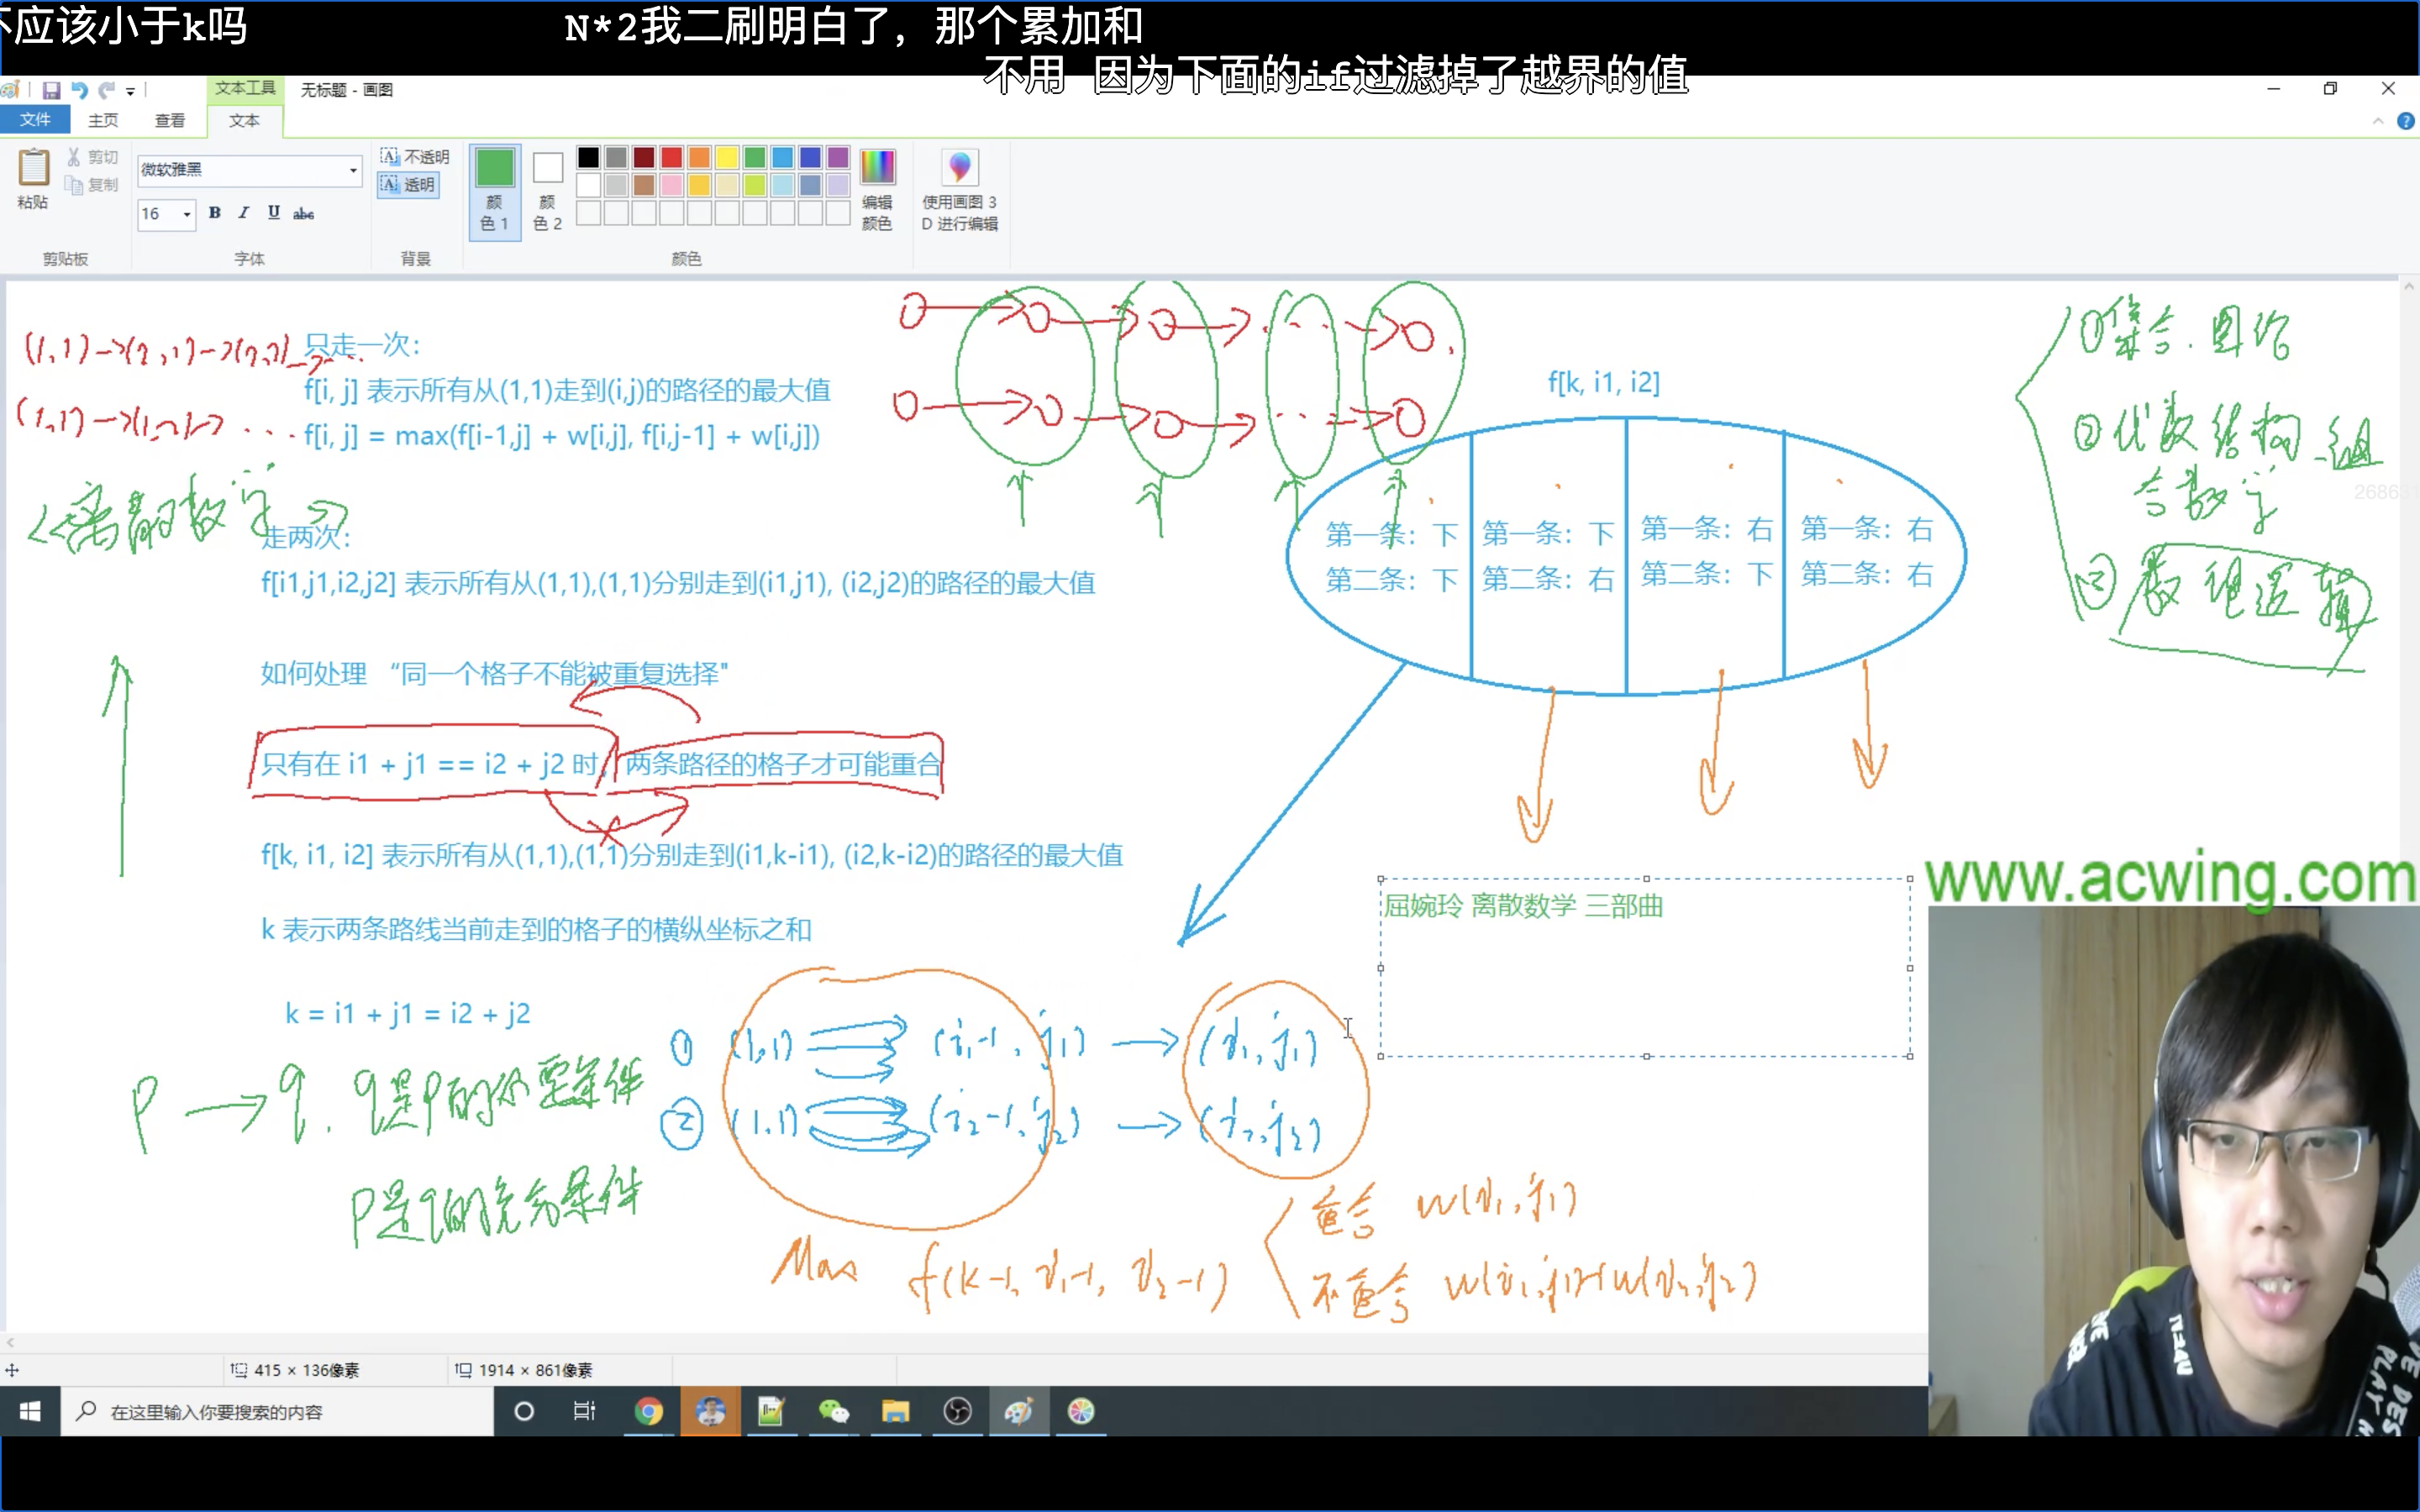 不应该小于k吗
N*2我二刷明白了，那个累加和
不用 因为下面的if过滤掉了越界的值
文本工具
无标题 - 画图
文件
主页
查看
文本
粘贴
剪切
复制
剪贴板
微软雅黑
16
B I U abc
字体
不透明
透明
背景
颜色 1
颜色 2
颜色
编辑颜色
使用画图 3D 进行编辑
(1,1)->(2,1)->(2,2)->...
只走一次：
f[i, j] 表示所有从(1,1)走到(i,j)的路径的最大值
(1,1)->(1,2)-> ...
f[i, j] = max(f[i-1,j] + w[i,j], f[i,j-1] + w[i,j])
<<离散数学>>
走两次：
f[i1,j1,i2,j2] 表示所有从(1,1),(1,1)分别走到(i1,j1), (i2,j2)的路径的最大值
如何处理 “同一个格子不能被重复选择"
只有在 i1 + j1 == i2 + j2 时，两条路径的格子才可能重合
f[k, i1, i2] 表示所有从(1,1),(1,1)分别走到(i1,k-i1), (i2,k-i2)的路径的最大值
k 表示两条路线当前走到的格子的横纵坐标之和
k = i1 + j1 = i2 + j2
p → q. q是p的必要条件
p是q的充分条件
f[k, i1, i2]
第一条：下
第二条：下
第一条：下
第二条：右
第一条：右
第二条：下
第一条：右
第二条：右
① 集合.图论
② 代数结构_组合数学
③ 数理逻辑
屈婉玲 离散数学 三部曲
① (1,1) (i1-1, j1) → (i1, j1)
② (1,1) (i2-1, j2) → (i2, j2)
Max f(k-1, i1-1, i2-1)
重合 w(i1, j1)
不重合 w(i1,j1)+w(i2,j2)
www.acwing.com
415 × 136像素
1914 × 861像素
在这里输入你要搜索的内容